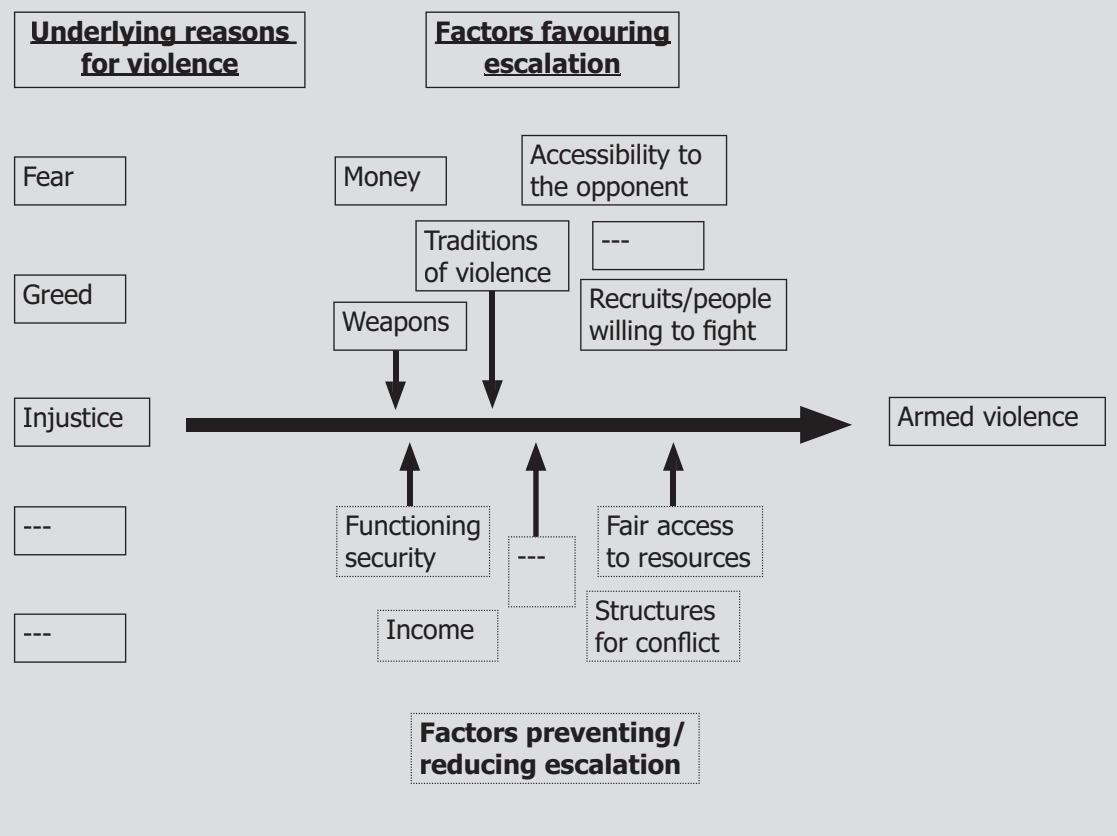 Underlying reasons
for violence
Factors favouring
escalation
Fear
Money
Accessibility to
the opponent
Traditions
of violence
---
Greed
Recruits/people
willing to fight
Weapons
Injustice
Armed violence
---
Functioning
security
---
Fair access
to resources
---
Income
Structures
for conflict
Factors preventing/
reducing escalation